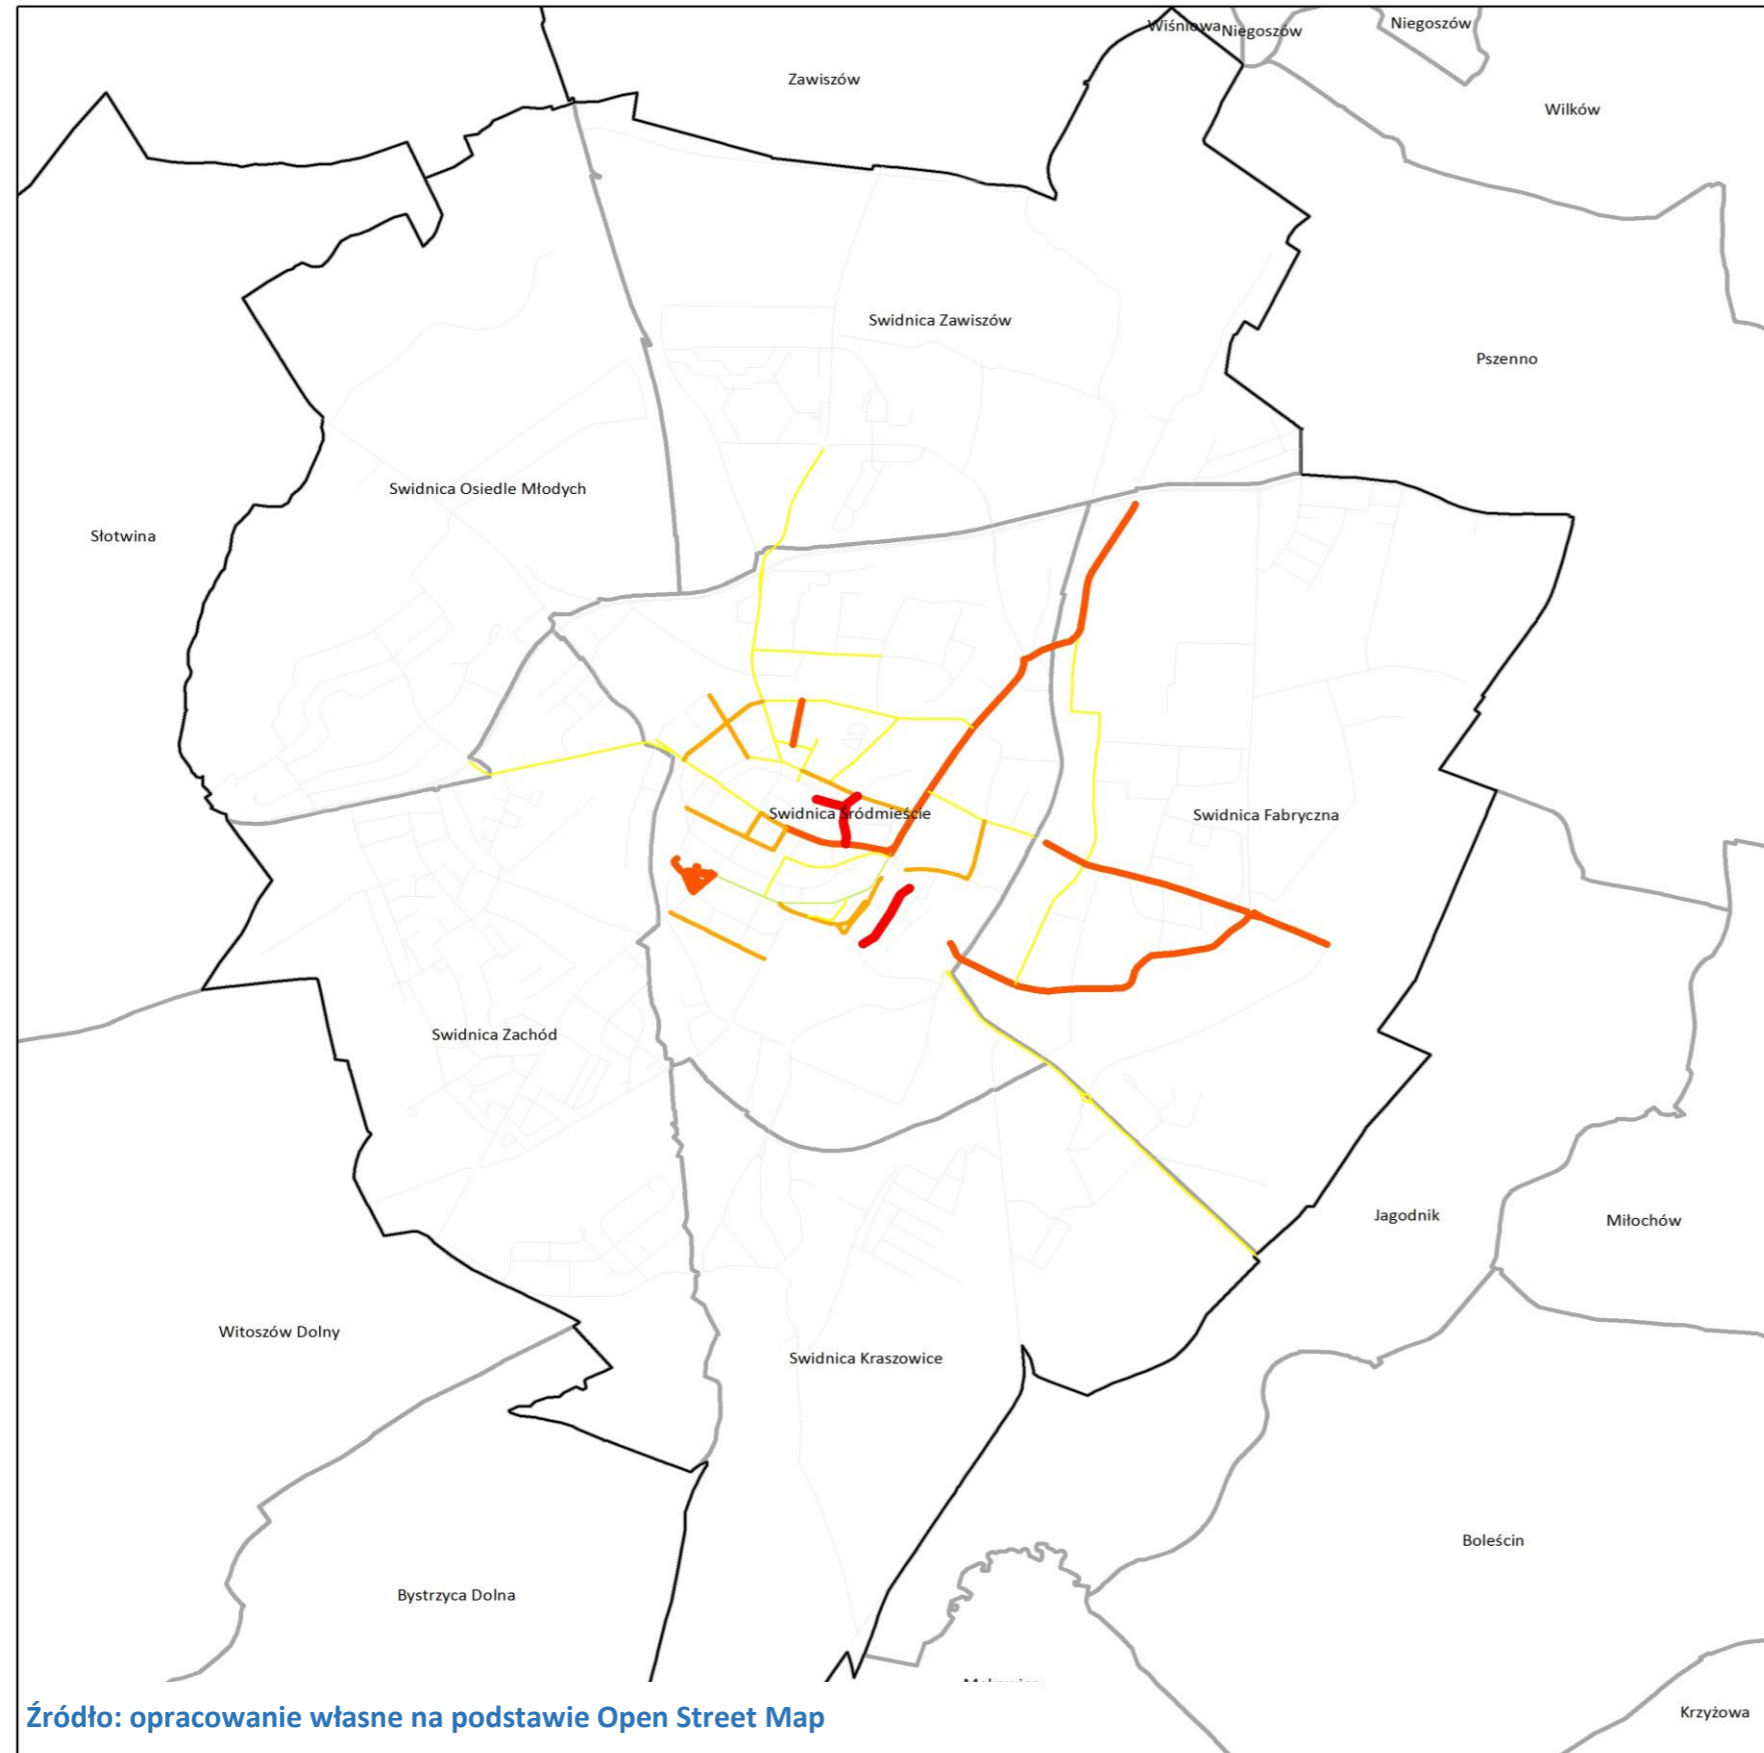 Wiśniowa
Niegoszów
Niegoszów
Zawiszów
Wilków
Swidnica Zawiszów
Pszenno
Swidnica Osiedle Młodych
Słotwina
Swidnica Śródmieście
Swidnica Fabryczna
Swidnica Zachód
Jagodnik
Miłochów
Witoszów Dolny
Swidnica Kraszowice
Boleścin
Bystrzyca Dolna
Krzyżowa
Źródło: opracowanie własne na podstawie Open Street Map